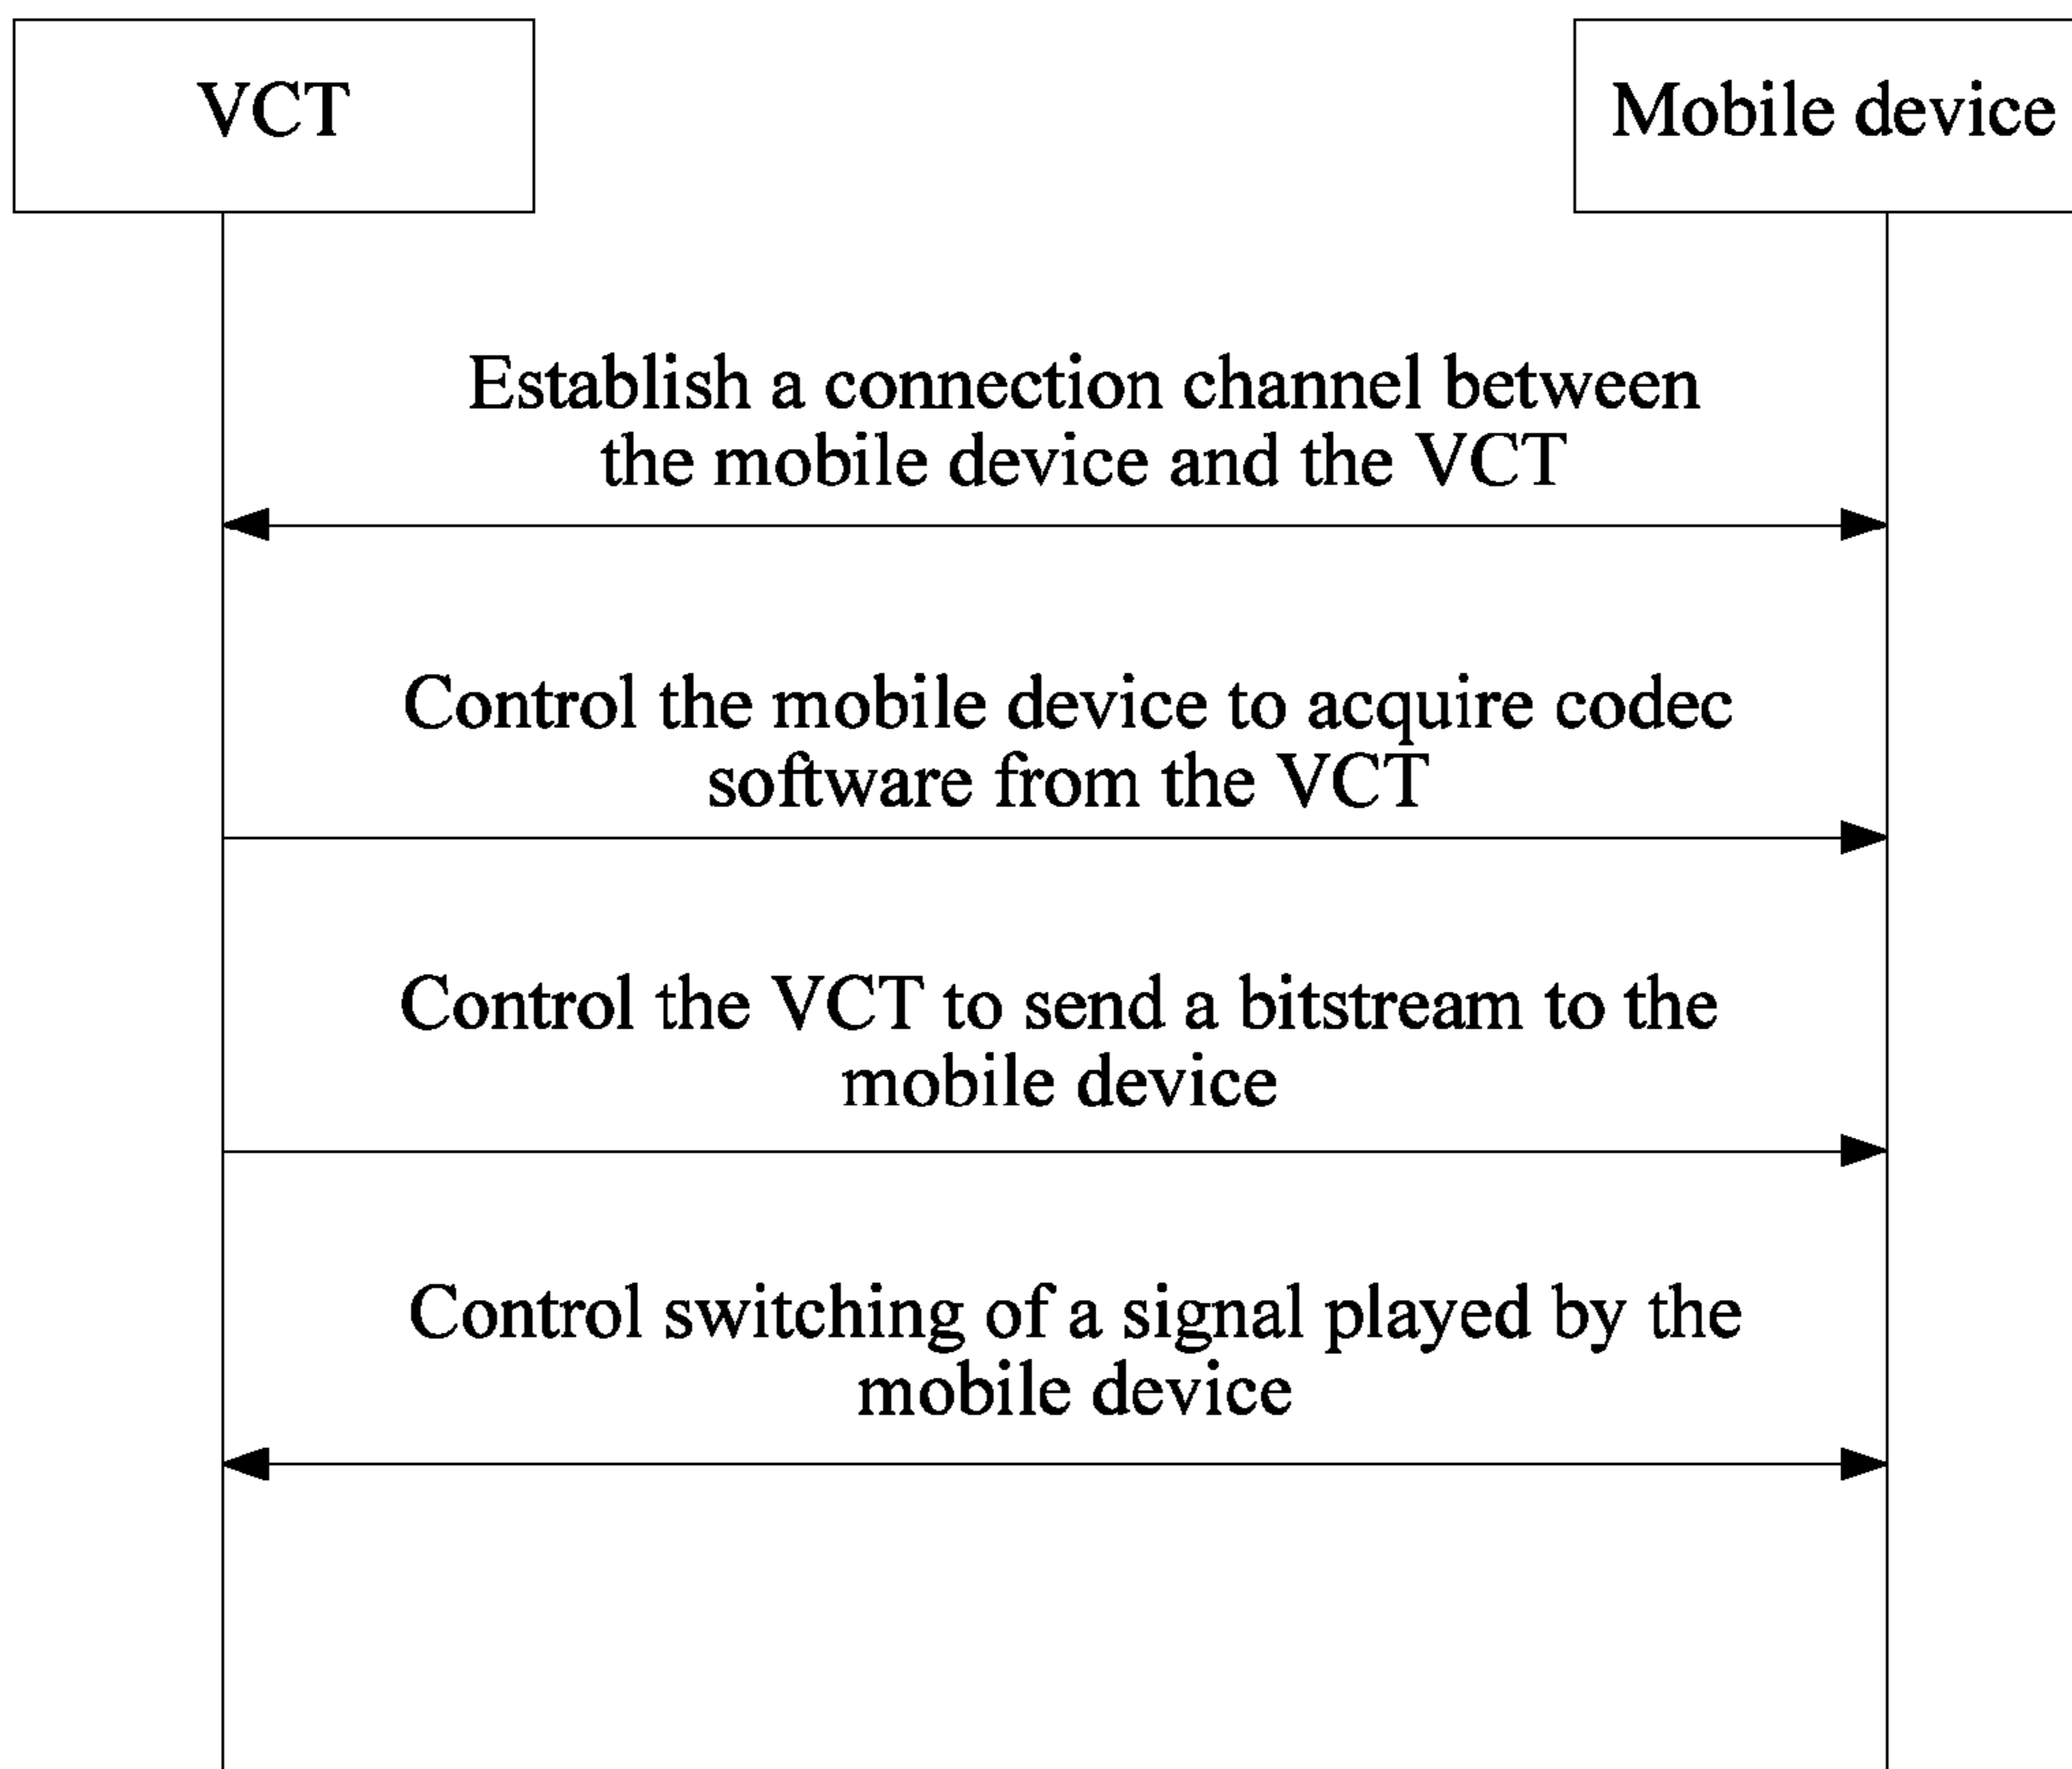 VCT
Mobile device
Establish a connection channel between
the mobile device and the VCT
Control the mobile device to acquire codec
software from the VCT
Control the VCT to send a bitstream to the
mobile device
Control switching of a signal played by the
mobile device